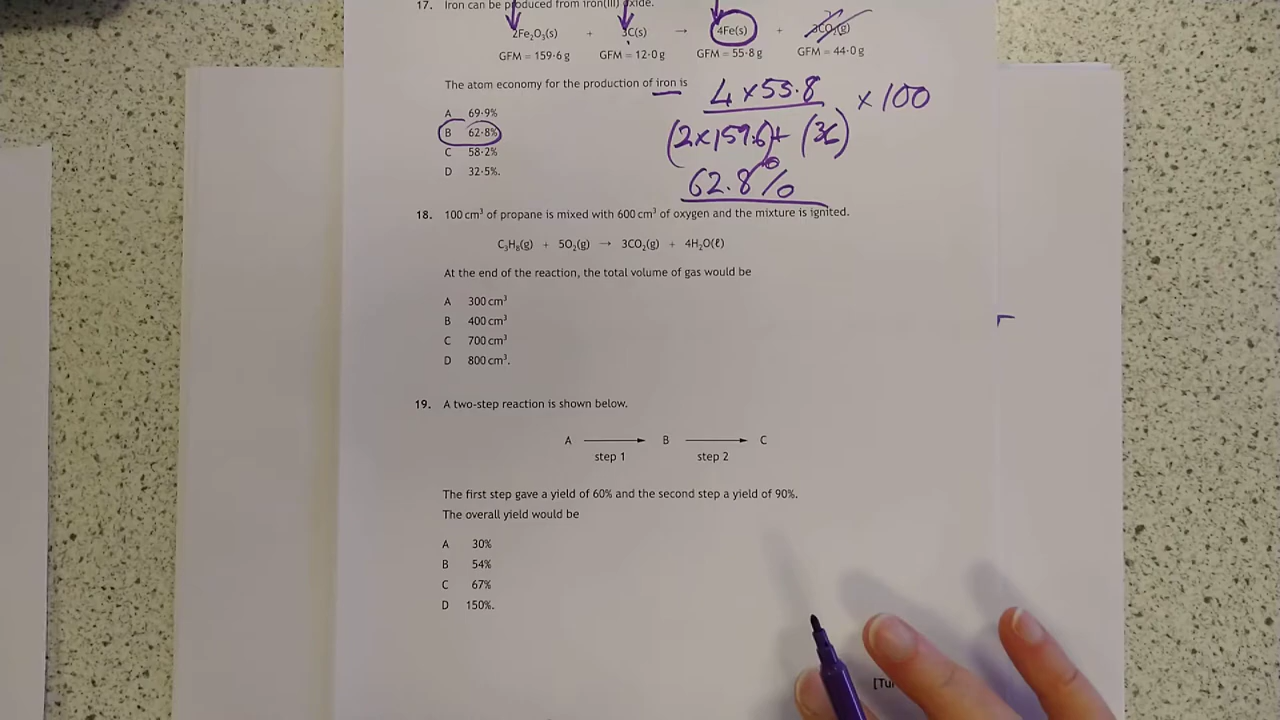 17. Iron can be produced from iron(III) oxide.
2Fe₂O₃(s) + 3C(s) → 4Fe(s) + 3CO₂(g)
GFM = 159·6 g GFM = 12·0 g GFM = 55·8 g GFM = 44·0 g
The atom economy for the production of iron is
4 x 55.8 x 100
(2x159.6)+ (36)
62.8%
A 69·9%
B 62·8%
C 58·2%
D 32·5%.
18. 100 cm³ of propane is mixed with 600 cm³ of oxygen and the mixture is ignited.
C₃H₈(g) + 5O₂(g) → 3CO₂(g) + 4H₂O(ℓ)
At the end of the reaction, the total volume of gas would be
A 300 cm³
B 400 cm³
C 700 cm³
D 800 cm³.
19. A two-step reaction is shown below.
A B C
step 1 step 2
The first step gave a yield of 60% and the second step a yield of 90%.
The overall yield would be
A 30%
B 54%
C 67%
D 150%.